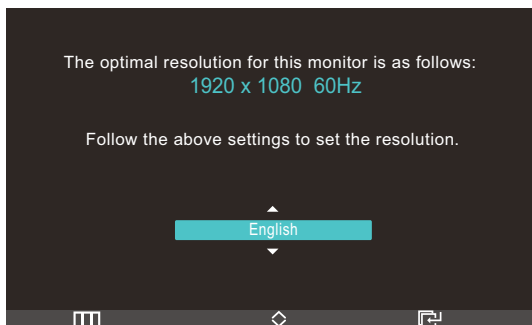 The optimal resolution for this monitor is as follows:
1920 x 1080 60Hz
Follow the above settings to set the resolution.
English